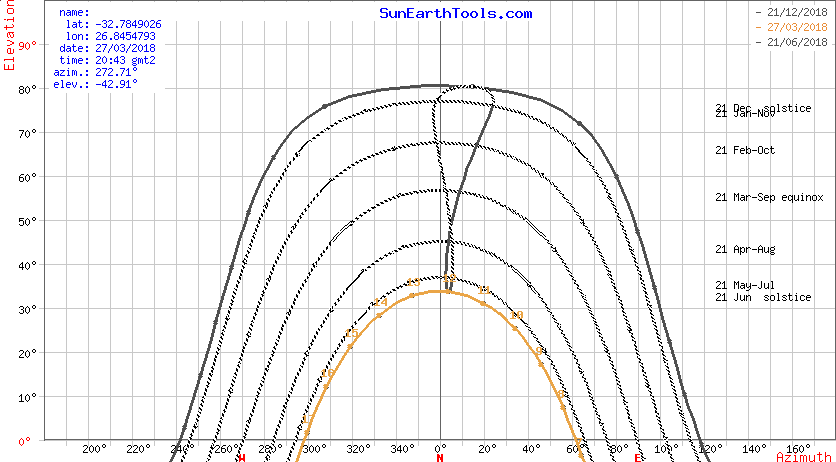 name:
lat: -32.7849026
lon: 26.8454793
date: 27/03/2018
time: 20:43 gmt2
azim.: 272.71°
elev.: -42.91°
SunEarthTools.com
- 21/12/2018
- 27/03/2018
- 21/06/2018
Elevation
90°
80°
70°
60°
50°
40°
30°
20°
10°
0°
21 Dec solstice
21 Jan-Nov
21 Feb-Oct
21 Mar-Sep equinox
21 Apr-Aug
21 May-Jul
21 Jun solstice
13
11
14
10
15
9
16
8
200° 220° 240° 260° 280° 300° 320° 340° 0° 20° 40° 60° 80° 100° 120° 140° 160°
W N E
Azimuth